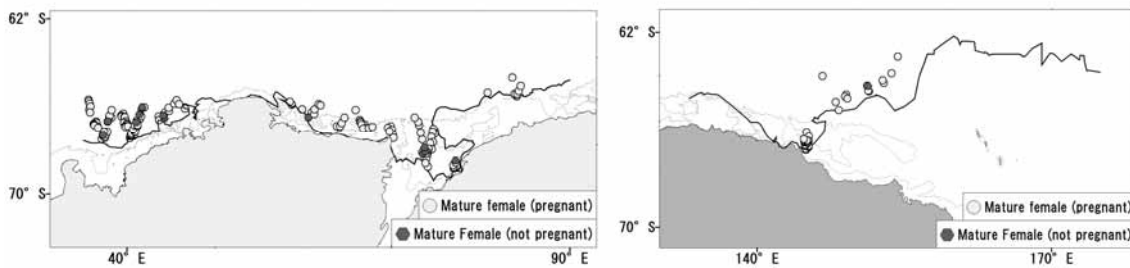 62° S
70° S
Mature female (pregnant)
Mature Female (not pregnant)
40° E
90° E
62° S
70° S
Mature female (pregnant)
Mature Female (not pregnant)
140° E
170° E